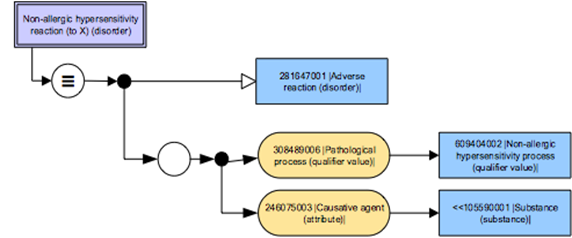 Non-allergic hypersensitivity
reaction (to X) (disorder)
281647001 |Adverse
reaction (disorder)|
308489006 |Pathological
process (qualifier value)|
609404002 |Non-allergic
hypersensitivity process
(qualifier value)|
246075003 |Causative agent
(attribute)|
<<105590001 |Substance
(substance)|